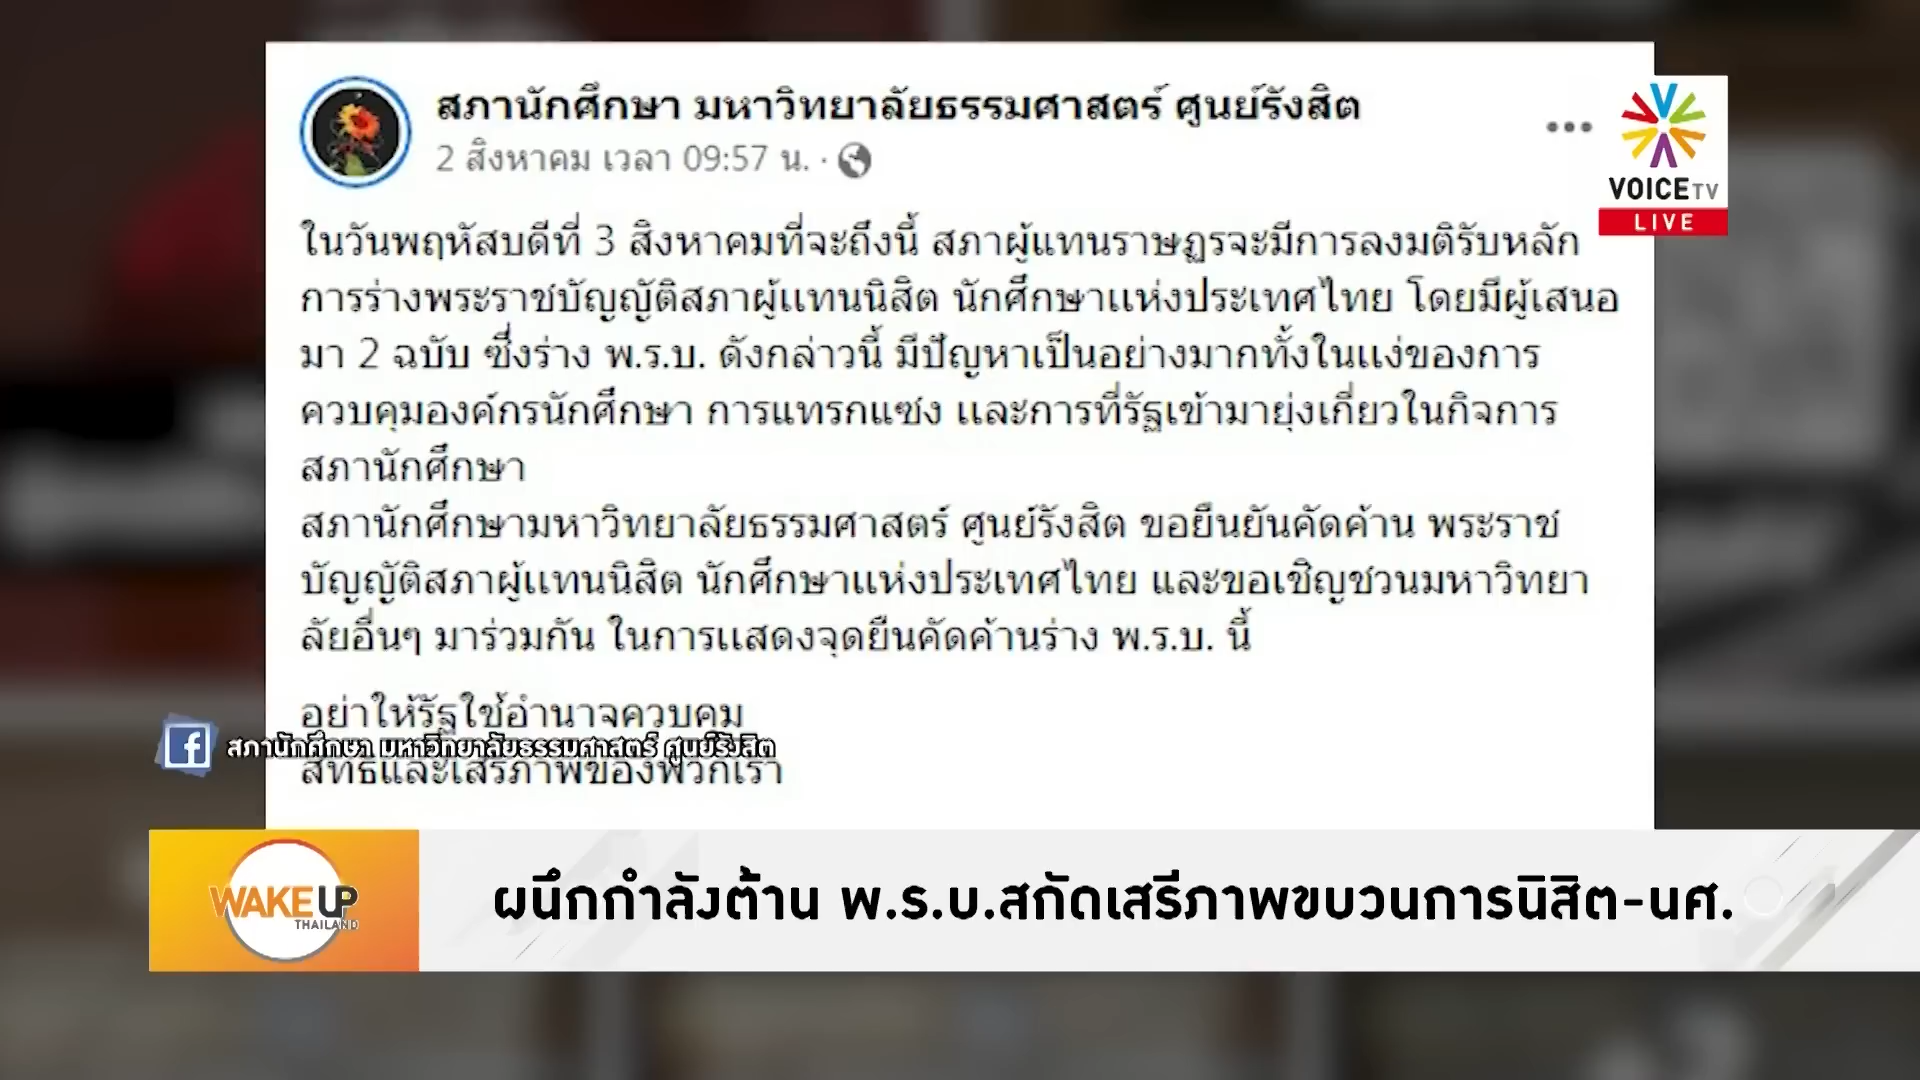 สภานักศึกษา มหาวิทยาลัยธรรมศาสตร์ ศูนย์รังสิต
2 สิงหาคม เวลา 09:57 น. ·
VOICE TV
LIVE
ในวันพฤหัสบดีที่ 3 สิงหาคมที่จะถึงนี้ สภาผู้แทนราษฎรจะมีการลงมติรับหลัก
การร่างพระราชบัญญัติสภาผู้แทนนิสิต นักศึกษาแห่งประเทศไทย โดยมีผู้เสนอ
มา 2 ฉบับ ซึ่งร่าง พ.ร.บ. ดังกล่าวนี้ มีปัญหาเป็นอย่างมากทั้งในแง่ของการ
ควบคุมองค์กรนักศึกษา การแทรกแซง และการที่รัฐเข้ามายุ่งเกี่ยวในกิจการ
สภานักศึกษา
สภานักศึกษามหาวิทยาลัยธรรมศาสตร์ ศูนย์รังสิต ขอยืนยันคัดค้าน พระราช
บัญญัติสภาผู้แทนนิสิต นักศึกษาแห่งประเทศไทย และขอเชิญชวนมหาวิทยา
ลัยอื่นๆ มาร่วมกัน ในการแสดงจุดยืนคัดค้านร่าง พ.ร.บ. นี้
อย่าให้รัฐใช้อำนาจควบคุม
สภานักศึกษา มหาวิทยาลัยธรรมศาสตร์ ศูนย์รังสิต
สิทธิและเสรีภาพของพวกเรา
WAKE UP
THAILAND
ผนึกกำลังต้าน พ.ร.บ.สกัดเสรีภาพขบวนการนิสิต-นศ.